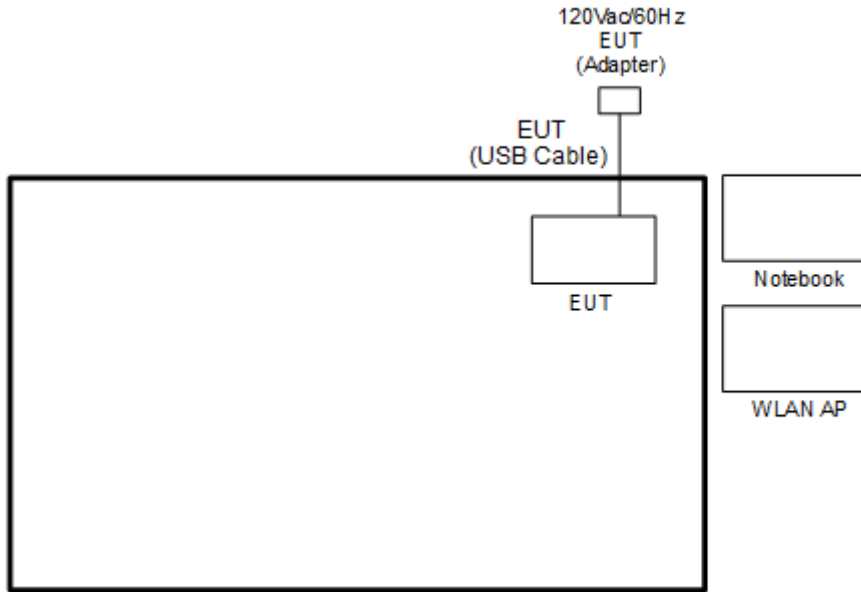 120Vac/60Hz
EUT
(Adapter)
EUT
(USB Cable)
EUT
Notebook
WLAN AP